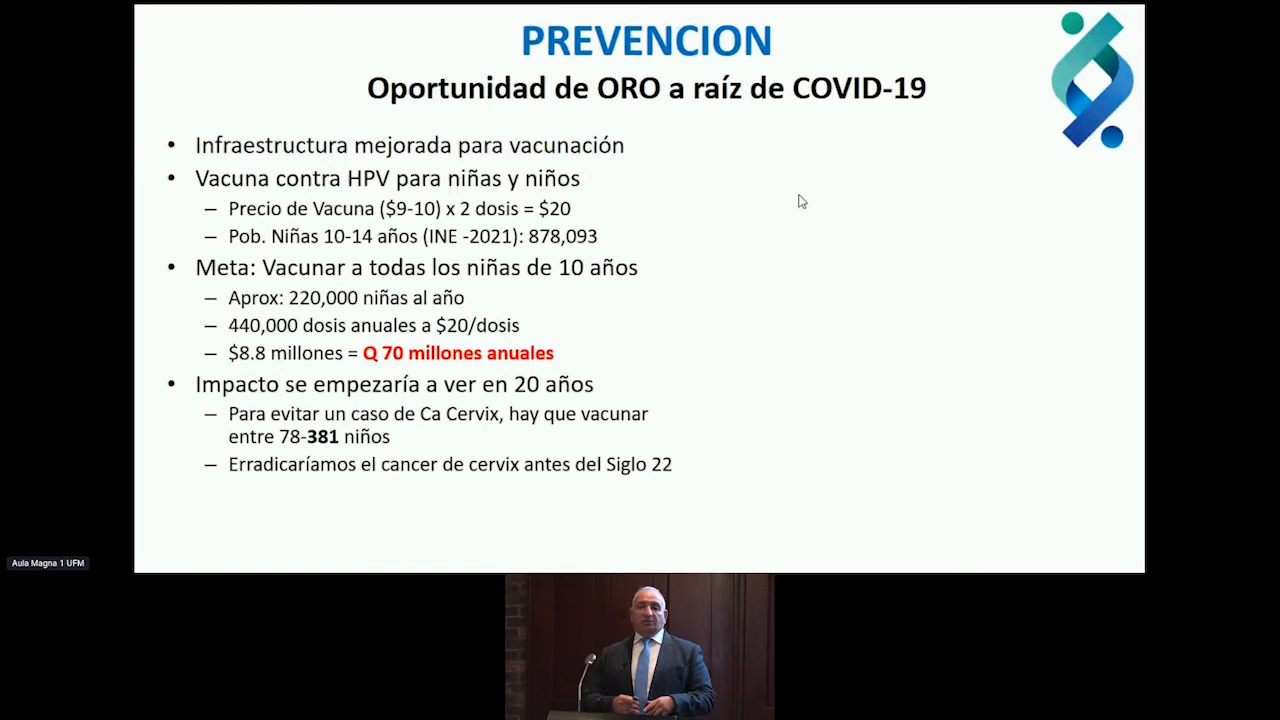 PREVENCION
Oportunidad de ORO a raíz de COVID-19
• Infraestructura mejorada para vacunación
• Vacuna contra HPV para niñas y niños
– Precio de Vacuna ($9-10) x 2 dosis = $20
– Pob. Niñas 10-14 años (INE -2021): 878,093
• Meta: Vacunar a todas los niñas de 10 años
– Aprox: 220,000 niñas al año
– 440,000 dosis anuales a $20/dosis
– $8.8 millones = Q 70 millones anuales
• Impacto se empezaría a ver en 20 años
– Para evitar un caso de Ca Cervix, hay que vacunar
entre 78-381 niños
– Erradicaríamos el cancer de cervix antes del Siglo 22
Aula Magna 1 UFM